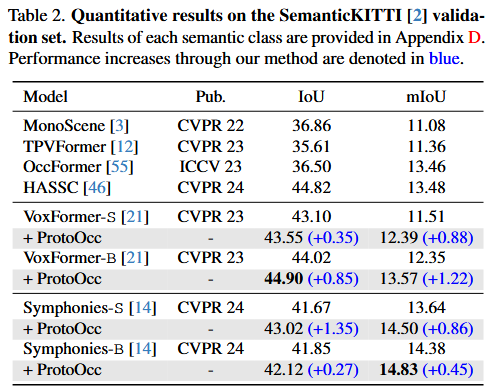 Table 2. Quantitative results on the SemanticKITTI [2] valida-
tion set. Results of each semantic class are provided in Appendix D.
Performance increases through our method are denoted in blue.
Model Pub. IoU mIoU
MonoScene [3] CVPR 22 36.86 11.08
TPVFormer [12] CVPR 23 35.61 11.36
OccFormer [55] ICCV 23 36.50 13.46
HASSC [46] CVPR 24 44.82 13.48
VoxFormer-S [21] CVPR 23 43.10 11.51
+ ProtoOcc - 43.55 (+0.35) 12.39 (+0.88)
VoxFormer-B [21] CVPR 23 44.02 12.35
+ ProtoOcc - 44.90 (+0.85) 13.57 (+1.22)
Symphonies-S [14] CVPR 24 41.67 13.64
+ ProtoOcc - 43.02 (+1.35) 14.50 (+0.86)
Symphonies-B [14] CVPR 24 41.85 14.38
+ ProtoOcc - 42.12 (+0.27) 14.83 (+0.45)